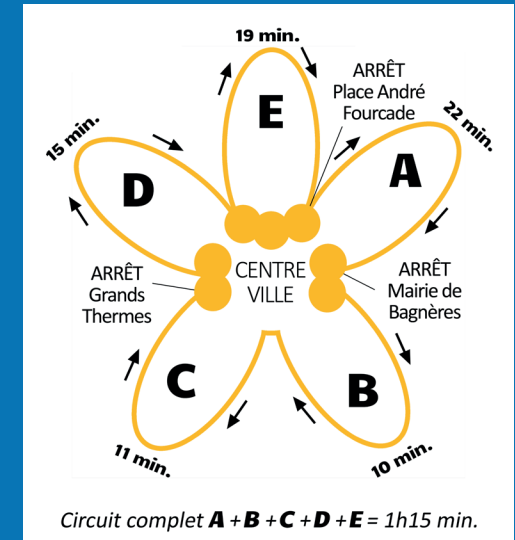 19 min.
ARRÊT
Place André
Fourcade
22 min.
E
A
15 min.
D
ARRÊT
Grands
Thermes
CENTRE
VILLE
ARRÊT
Mairie de
Bagnères
C
B
11 min.
10 min.
Circuit complet A + B + C + D + E = 1h15 min.